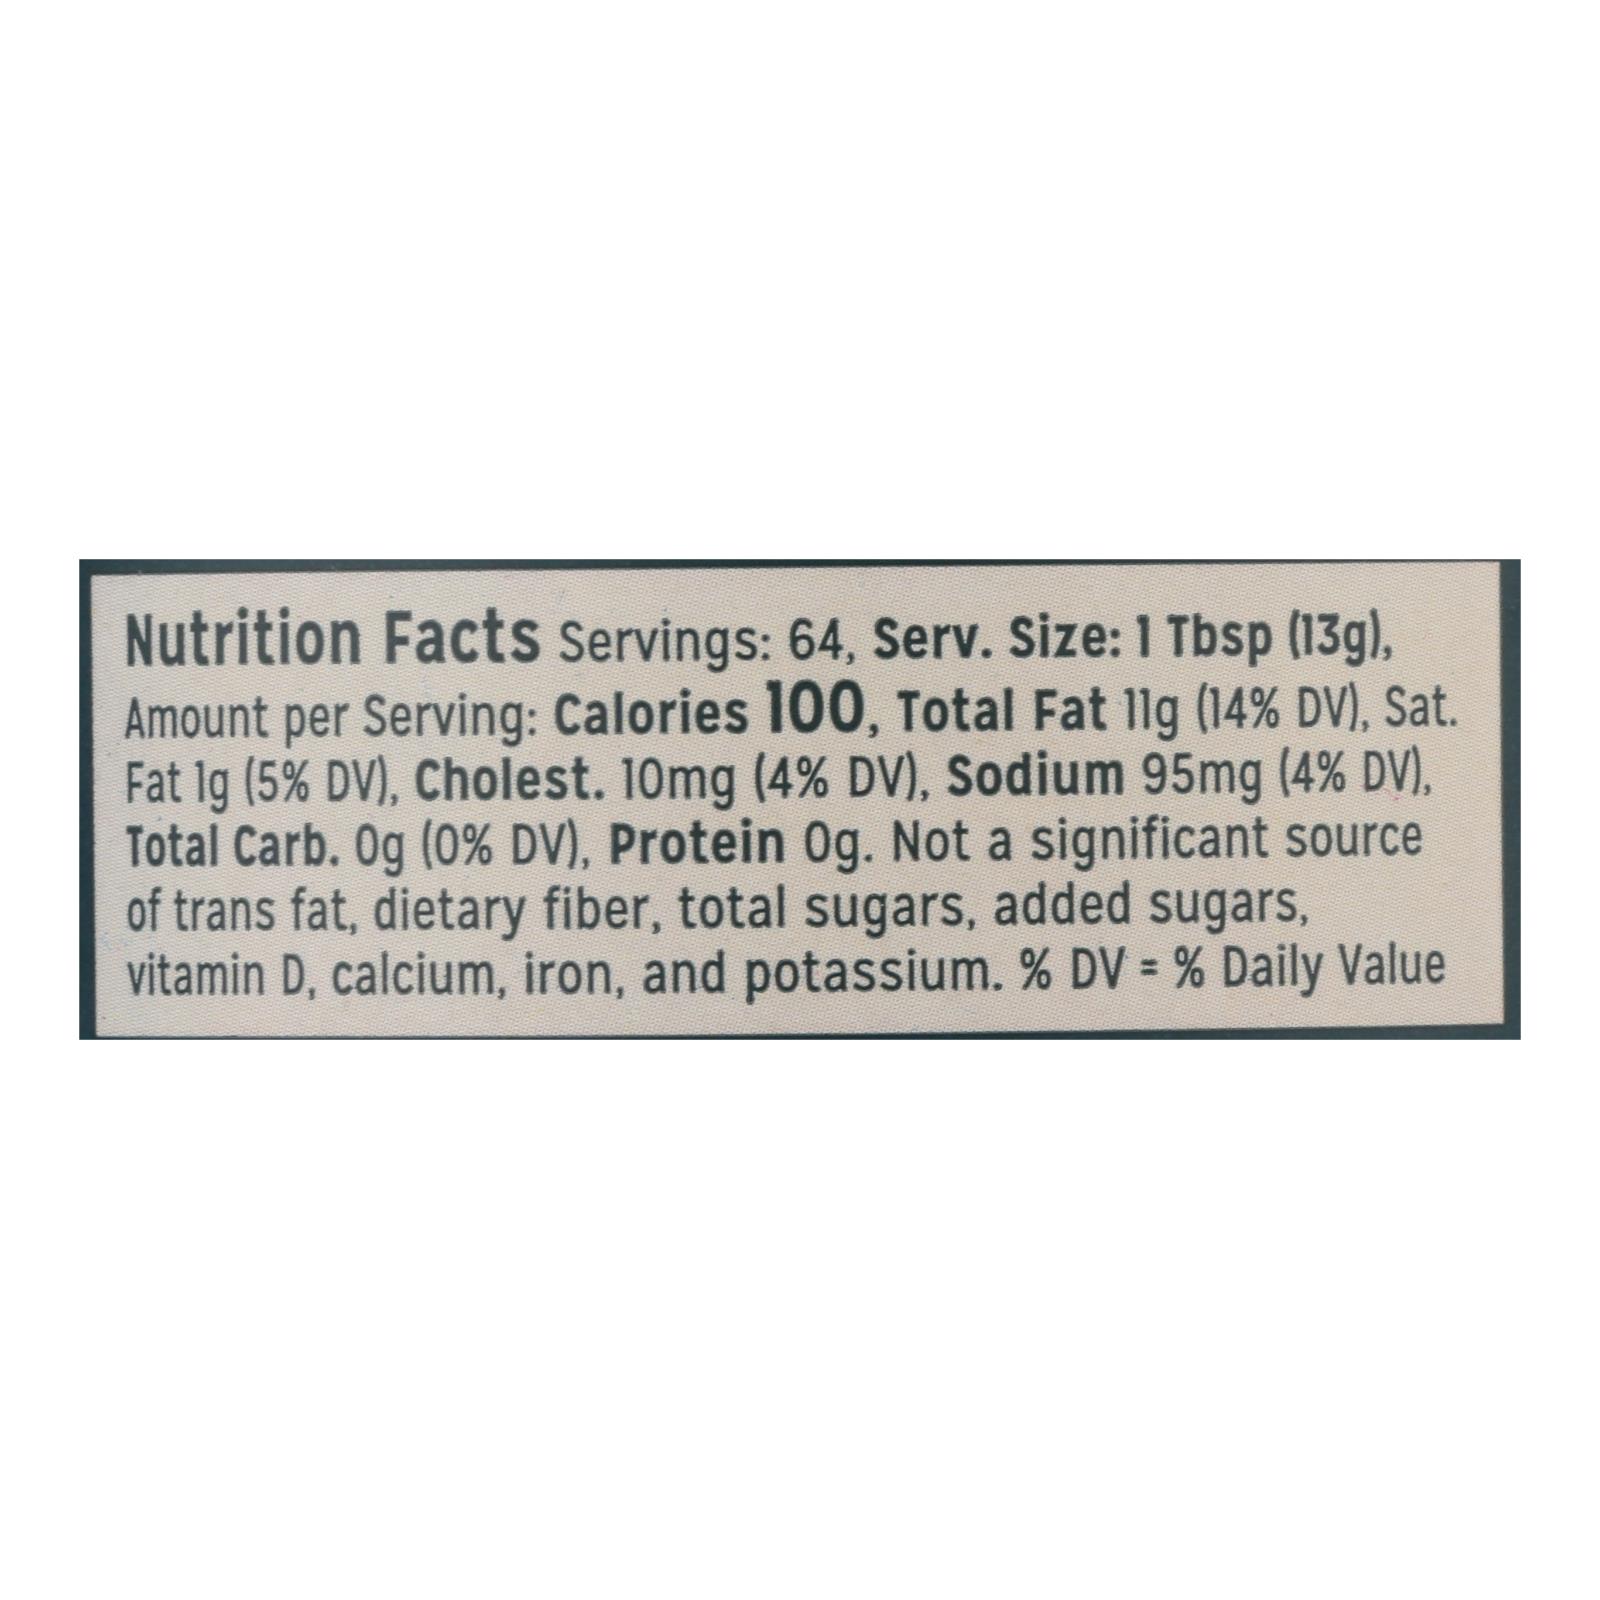 Nutrition Facts Servings: 64, Serv. Size: 1 Tbsp (13g),
Amount per Serving: Calories 100, Total Fat 11g (14% DV), Sat.
Fat 1g (5% DV), Cholest. 10mg (4% DV), Sodium 95mg (4% DV),
Total Carb. 0g (0% DV), Protein 0g. Not a significant source
of trans fat, dietary fiber, total sugars, added sugars,
vitamin D, calcium, iron, and potassium. % DV = % Daily Value